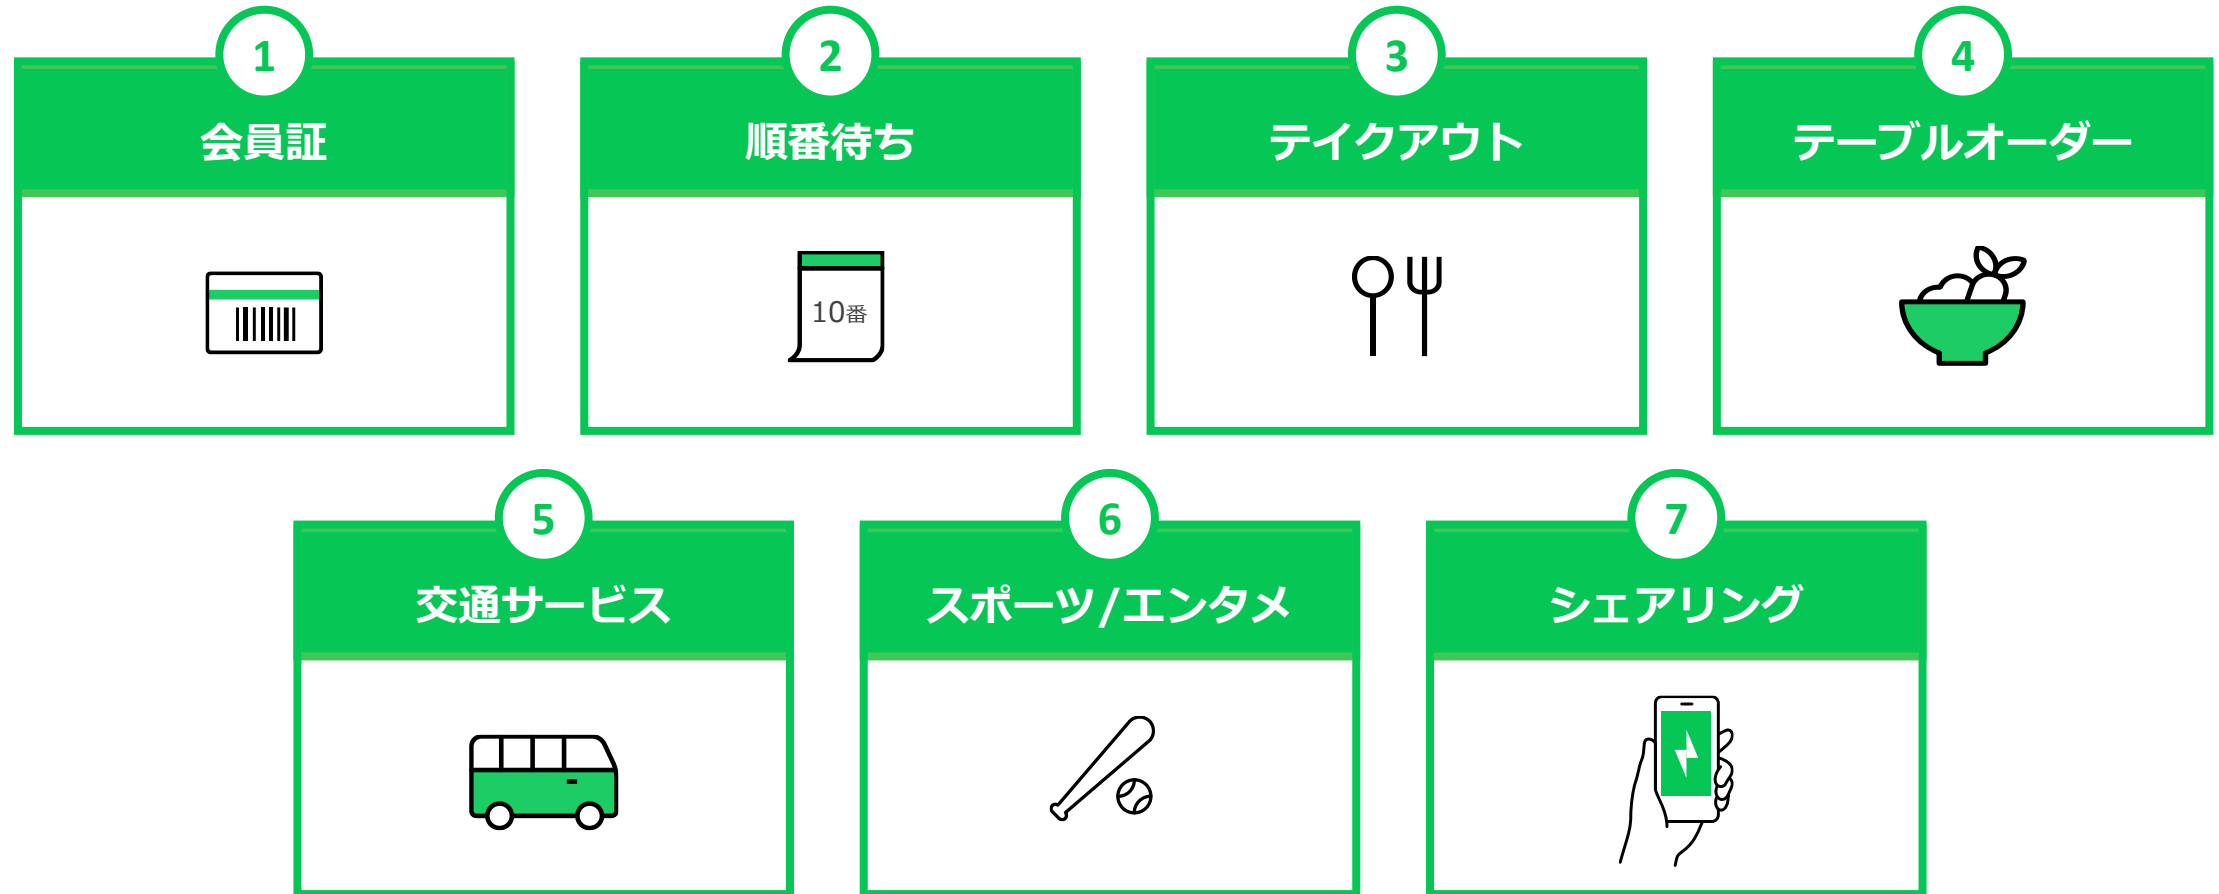 1
会員証
10番
2
順番待ち
3
テイクアウト
4
テーブルオーダー
5
交通サービス
6
スポーツ/エンタメ
7
シェアリング